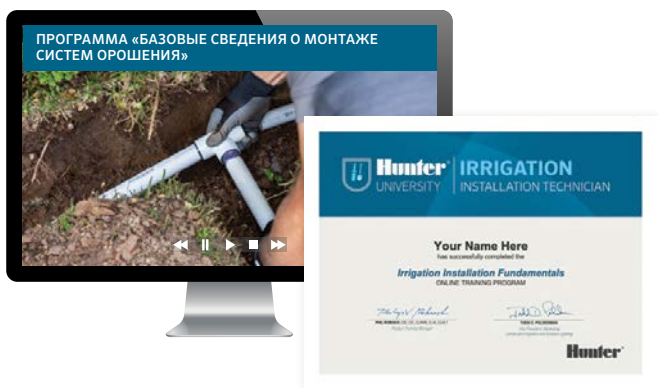 ПРОГРАММА «БАЗОВЫЕ СВЕДЕНИЯ О МОНТАЖЕ
СИСТЕМ ОРОШЕНИЯ»
Hunter®
UNIVERSITY
IRRIGATION
INSTALLATION TECHNICIAN
Your Name Here
has successfully completed the
Irrigation Installation Fundamentals
ONLINE TRAINING PROGRAM
Hunter®